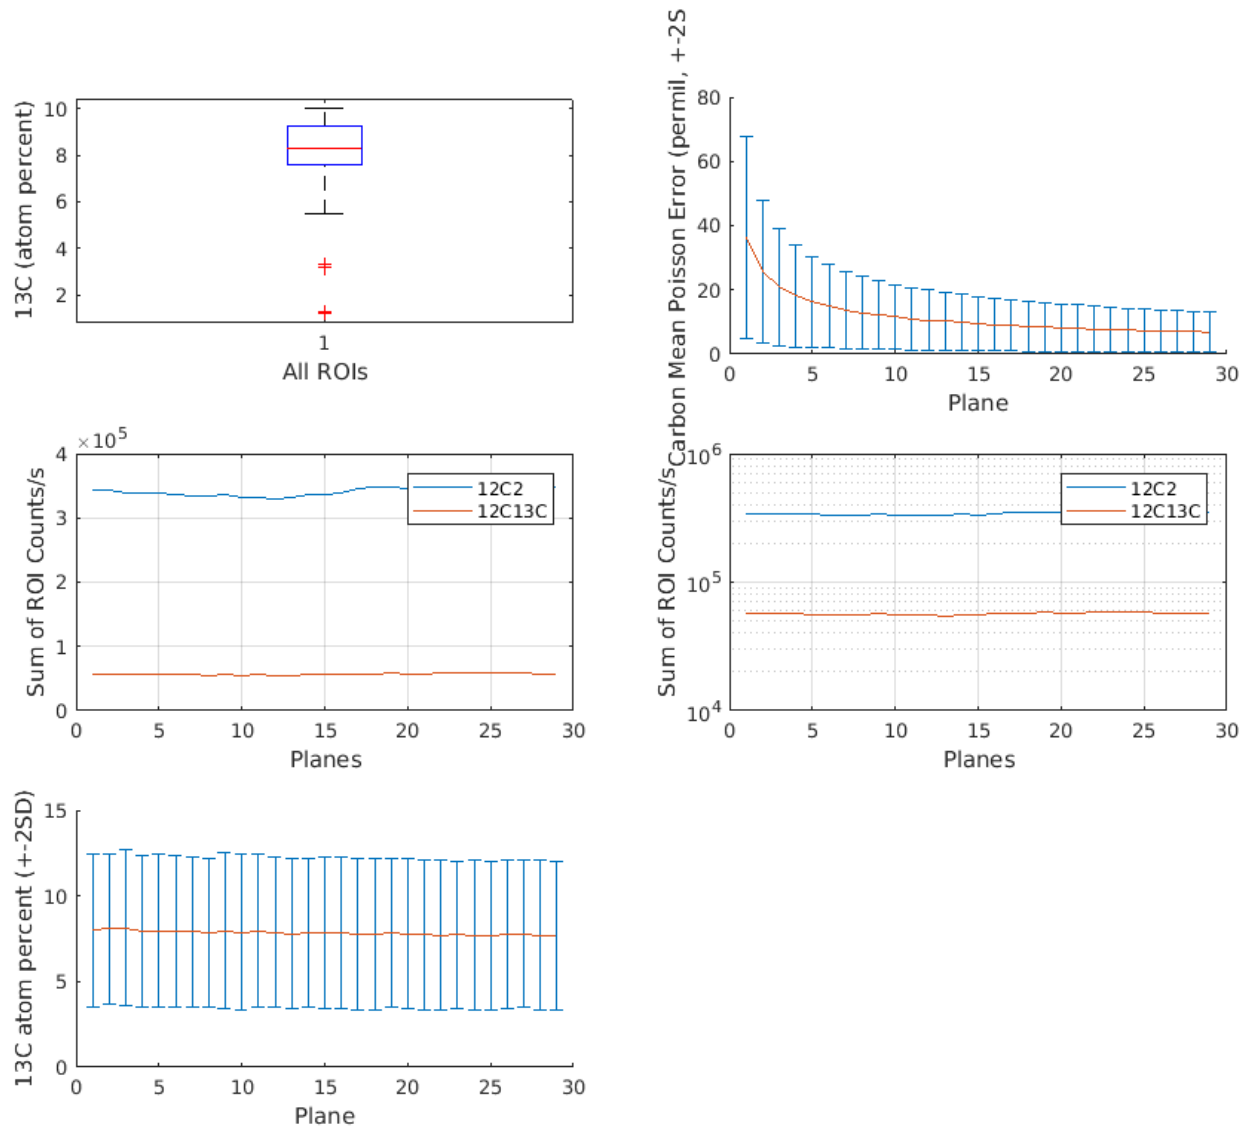 13C (atom percent)
10
8
6
4
2
1
All ROIs
Carbon Mean Poisson Error (permil, +-2S
80
60
40
20
0
0 5 10 15 20 25 30
Plane
Sum of ROI Counts/s
×10^5
4
3
2
1
0
12C2
12C13C
0 5 10 15 20 25 30
Planes
Sum of ROI Counts/s
10^6
10^5
10^4
12C2
12C13C
0 5 10 15 20 25 30
Planes
13C atom percent (+-2SD)
15
10
5
0
0 5 10 15 20 25 30
Plane